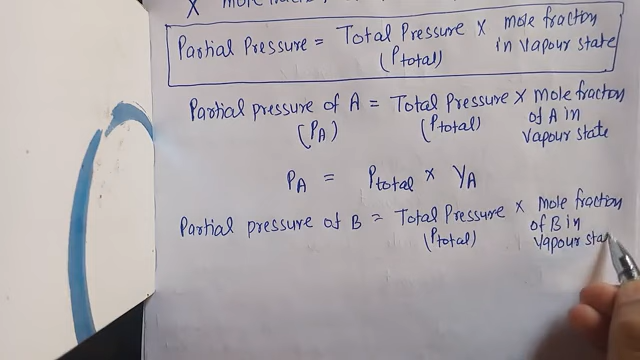 X mole fract
Partial Pressure = Total Pressure X mole fraction
(Ptotal) in vapour state
Partial pressure of A = Total Pressure X mole fraction
(PA) (Ptotal) of A in
vapour state
PA = Ptotal x YA
Partial pressure of B = Total Pressure X Mole fraction
(Ptotal) of B in
vapour sta